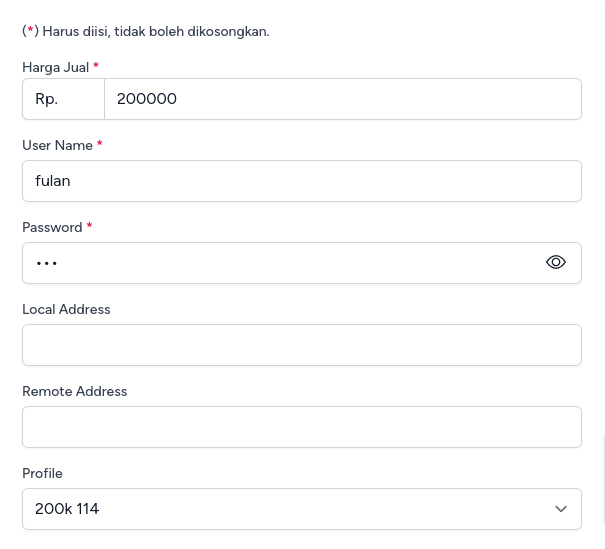 (*) Harus diisi, tidak boleh dikosongkan.
Harga Jual *
Rp. 200000
User Name *
fulan
Password *
•••
Local Address
Remote Address
Profile
200k 114